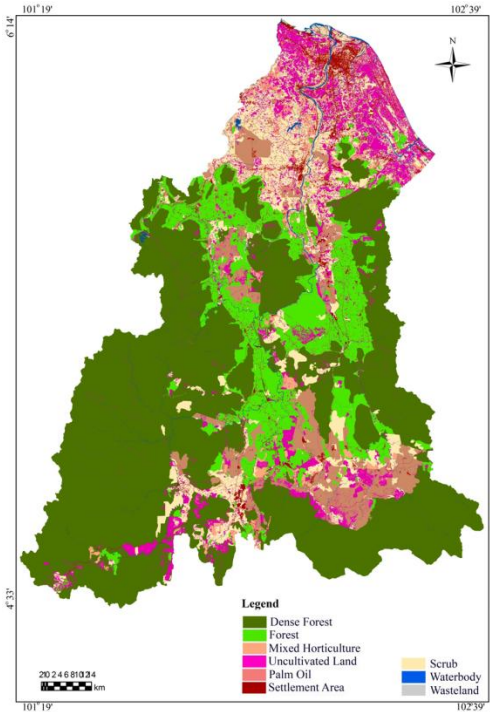 101°19' 102°39'
6°14'
N
4°33'
Legend
Dense Forest
Forest
Mixed Horticulture
Uncultivated Land
Palm Oil
Settlement Area
Scrub
Waterbody
Wasteland
km
101°19' 102°39'